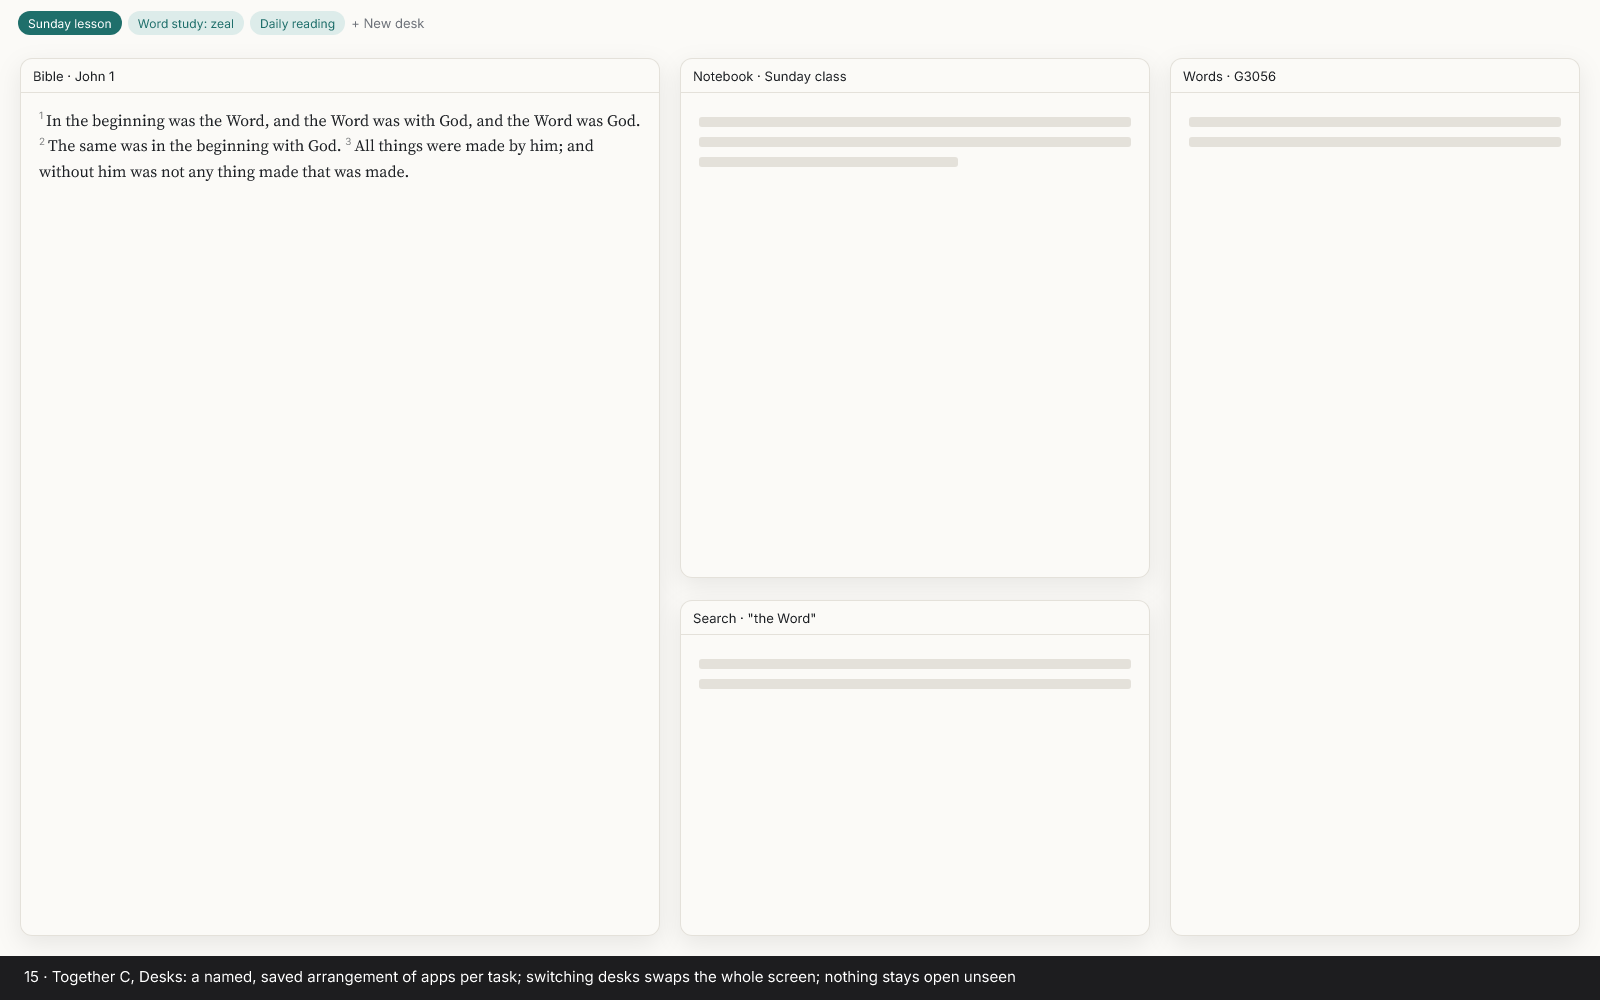 Sunday lesson Word study: zeal Daily reading + New desk
Bible · John 1
1 In the beginning was the Word, and the Word was with God, and the Word was God.
2 The same was in the beginning with God. 3 All things were made by him; and
without him was not any thing made that was made.
Notebook · Sunday class
Search · "the Word"
Words · G3056
15 · Together C, Desks: a named, saved arrangement of apps per task; switching desks swaps the whole screen; nothing stays open unseen